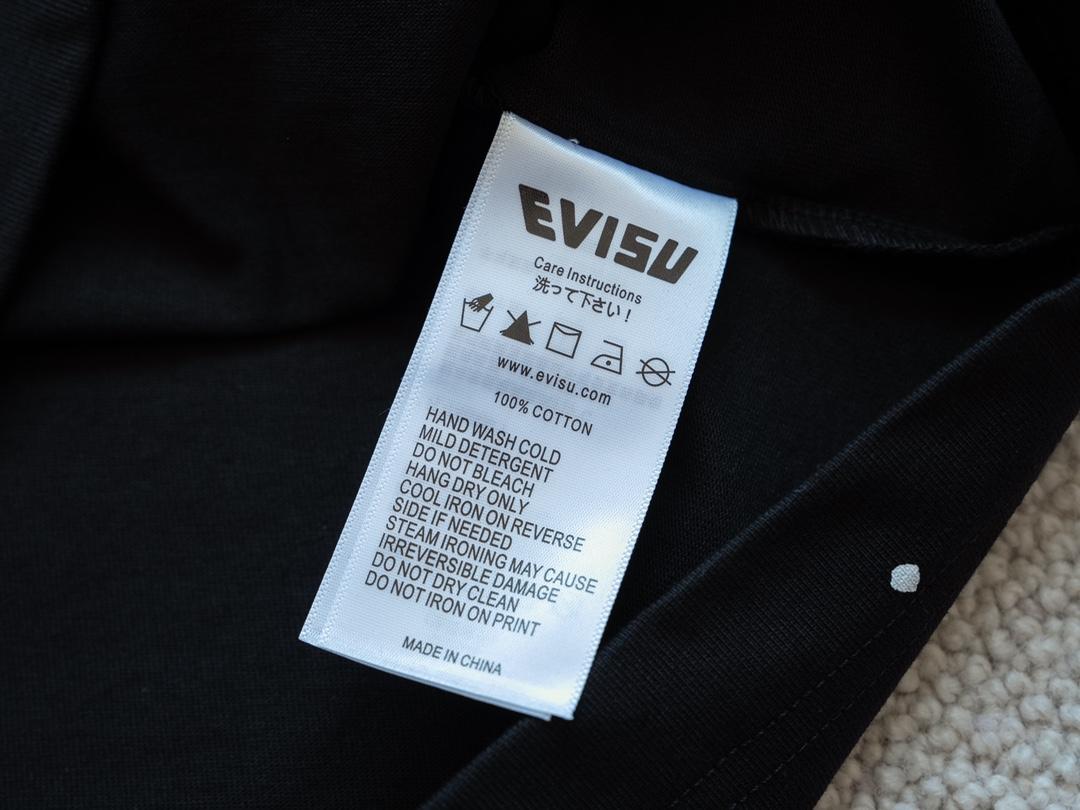 EVISU
Care Instructions
洗って下さい！
www.evisu.com
100% COTTON
HAND WASH COLD
MILD DETERGENT
DO NOT BLEACH
HANG DRY ONLY
COOL IRON ON REVERSE
SIDE IF NEEDED
STEAM IRONING MAY CAUSE
IRREVERSIBLE DAMAGE
DO NOT DRY CLEAN
DO NOT IRON ON PRINT
MADE IN CHINA